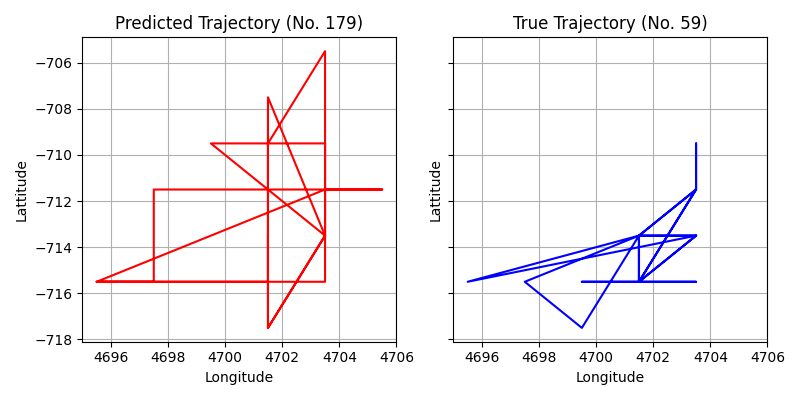 Predicted Trajectory (No. 179)
True Trajectory (No. 59)
Lattitude
−706
−708
−710
−712
−714
−716
−718
4696 4698 4700 4702 4704 4706
Longitude
Lattitude
4696 4698 4700 4702 4704 4706
Longitude